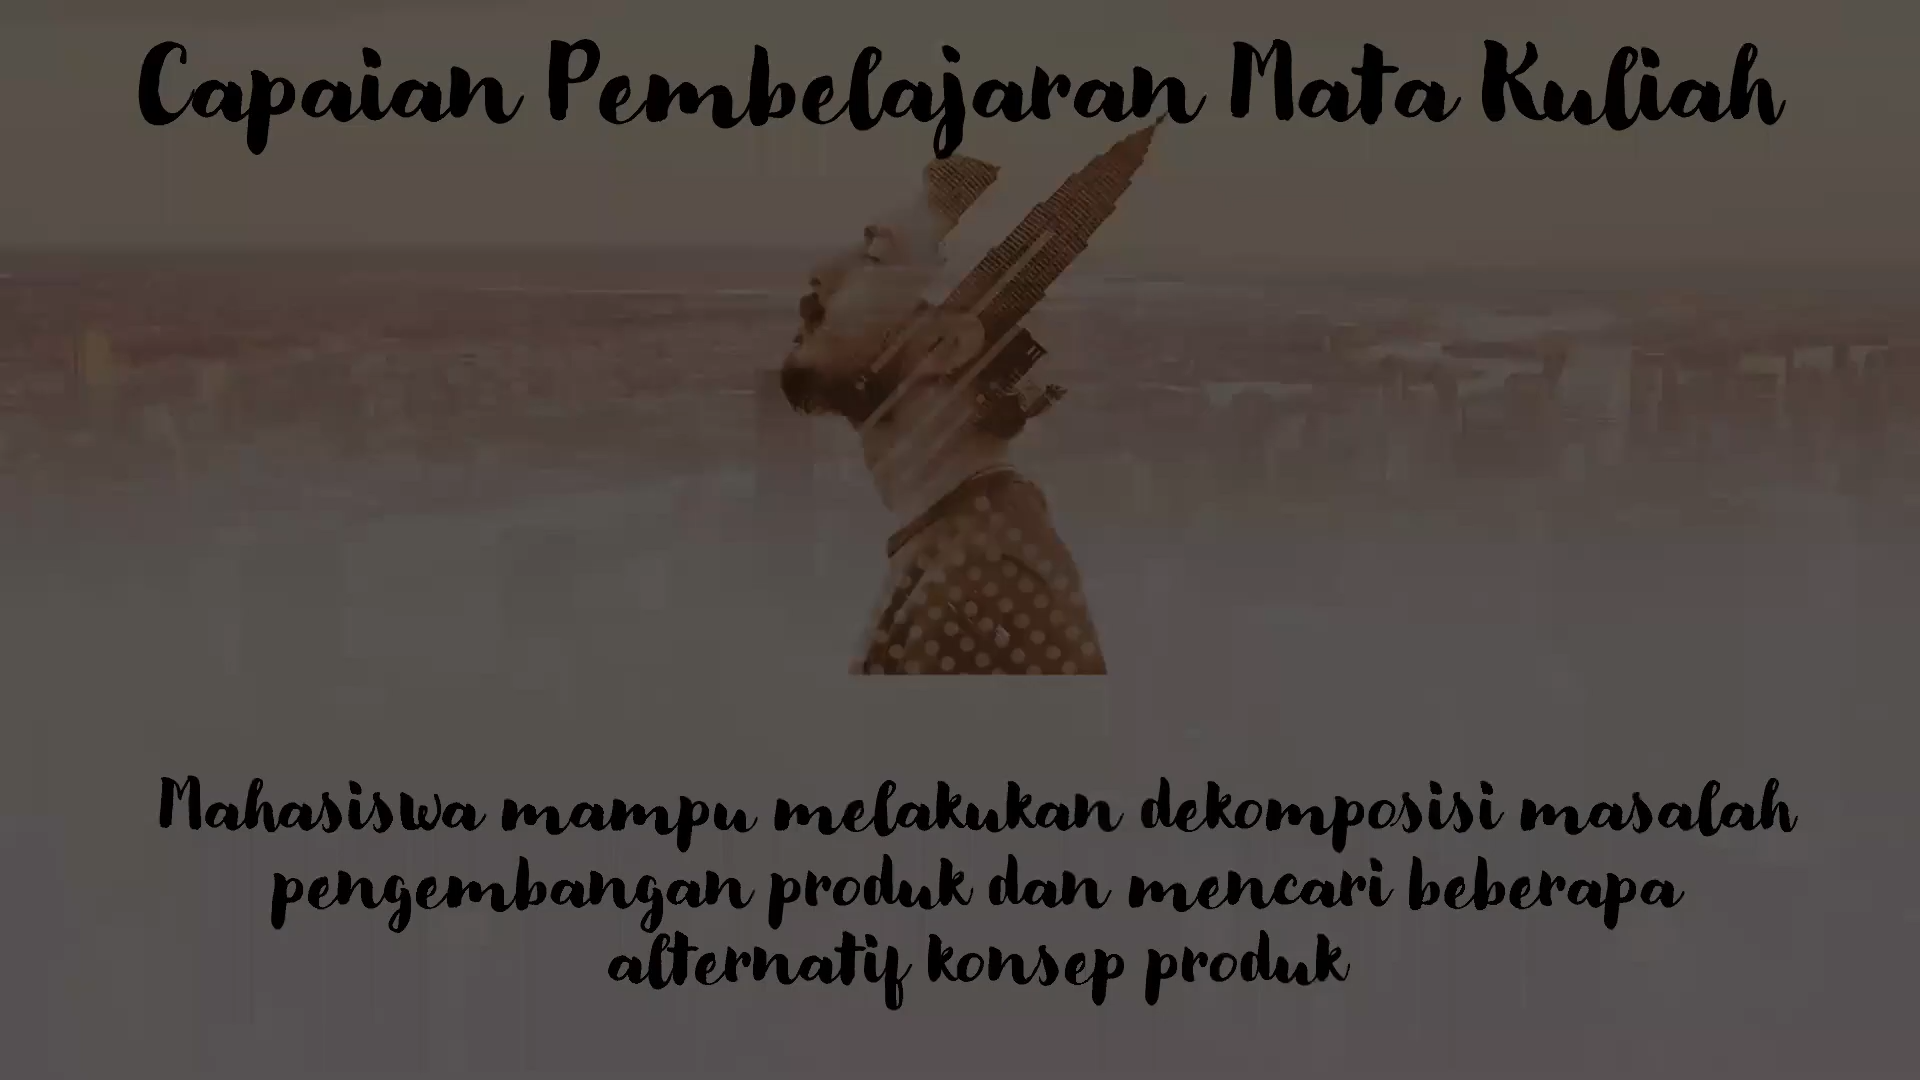 Capaian Pembelajaran Mata Kuliah
Mahasiswa mampu melakukan dekomposisi masalah
pengembangan produk dan mencari beberapa
alternatif konsep produk